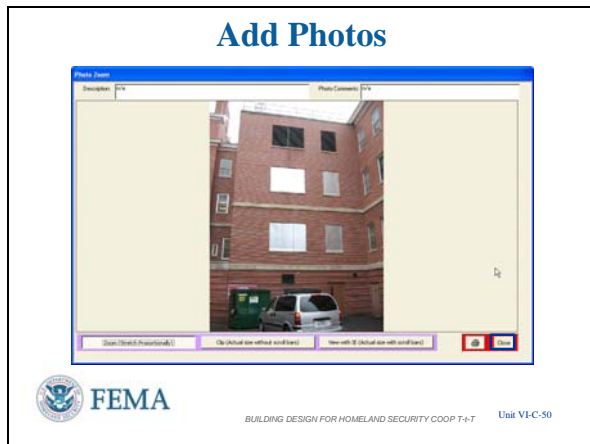 Add Photos
Photo Zoom
Description: n/a Photo Comments: n/a
Zoom (Stretch Proportionally) Clip (Actual size without scroll bars) View with IE (Actual size with scroll bars) Close
FEMA
BUILDING DESIGN FOR HOMELAND SECURITY COOP T-t-T Unit VI-C-50